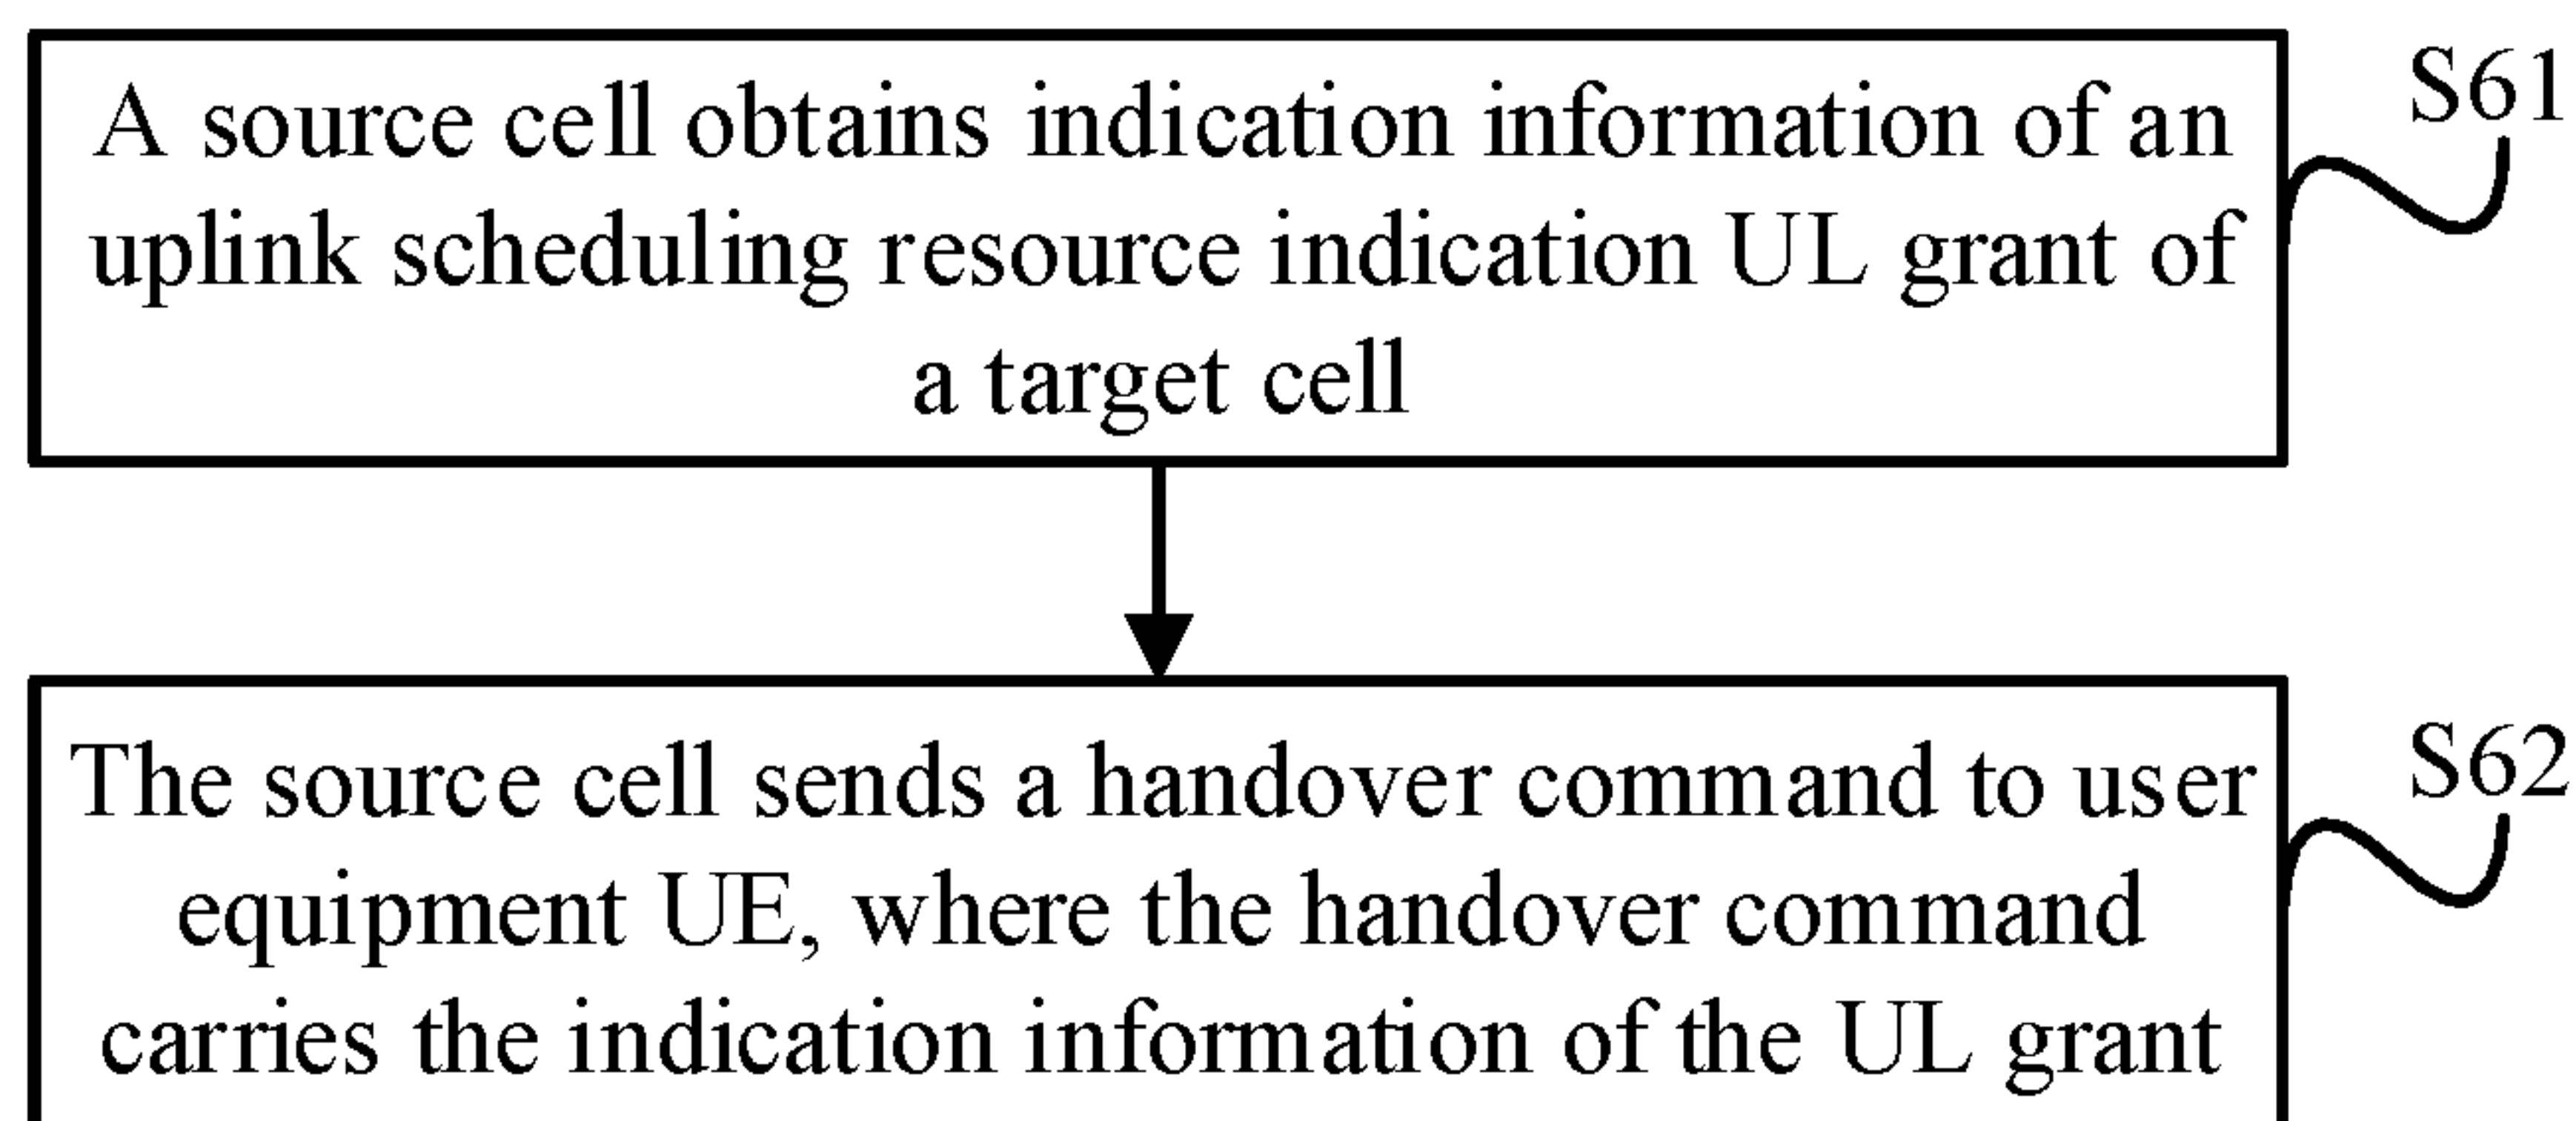 A source cell obtains indication information of an
uplink scheduling resource indication UL grant of
a target cell
S61
The source cell sends a handover command to user
equipment UE, where the handover command
carries the indication information of the UL grant
S62